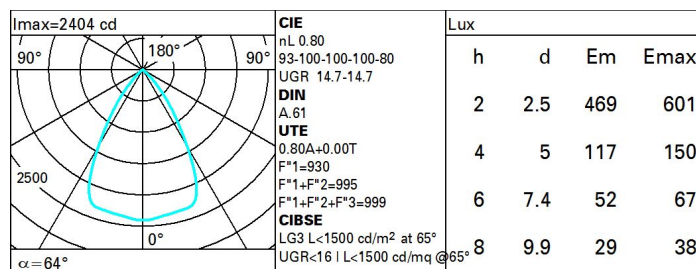 Imax=2404 cd
90° 180° 90°
2500
0°
α=64°
CIE
nL 0.80
93-100-100-100-80
UGR 14.7-14.7
DIN
A.61
UTE
0.80A+0.00T
F"1=930
F"1+F"2=995
F"1+F"2+F"3=999
CIBSE
LG3 L<1500 cd/m² at 65°
UGR<16 | L<1500 cd/mq @65°
Lux
h d Em Emax
2 2.5 469 601
4 5 117 150
6 7.4 52 67
8 9.9 29 38